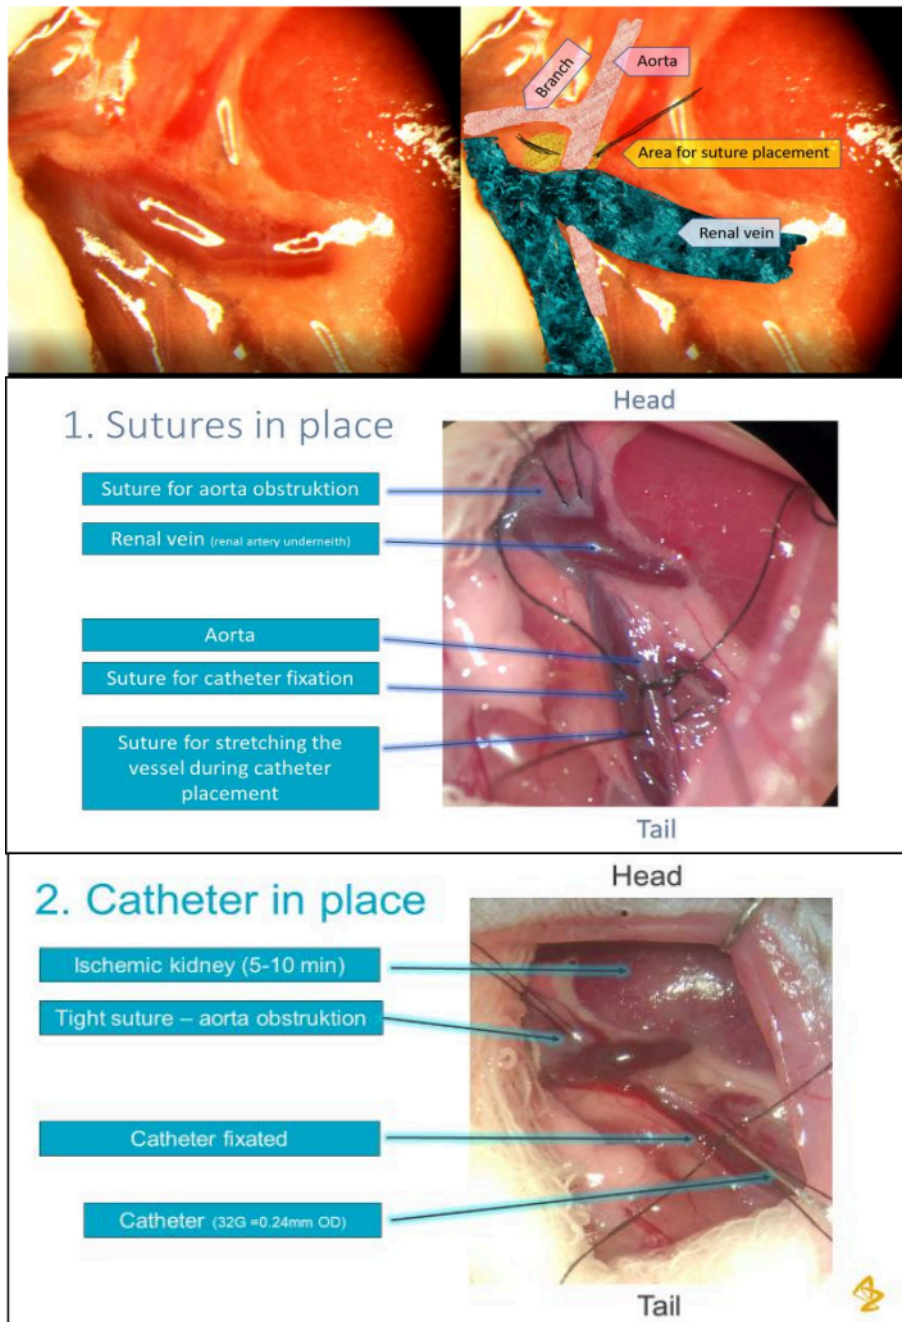 Branch
Aorta
Area for suture placement
Renal vein
1. Sutures in place
Head
Suture for aorta obstruktion
Renal vein (renal artery underneith)
Aorta
Suture for catheter fixation
Suture for stretching the
vessel during catheter
placement
Tail
2. Catheter in place
Head
Ischemic kidney (5-10 min)
Tight suture – aorta obstruktion
Catheter fixated
Catheter (32G =0.24mm OD)
Tail